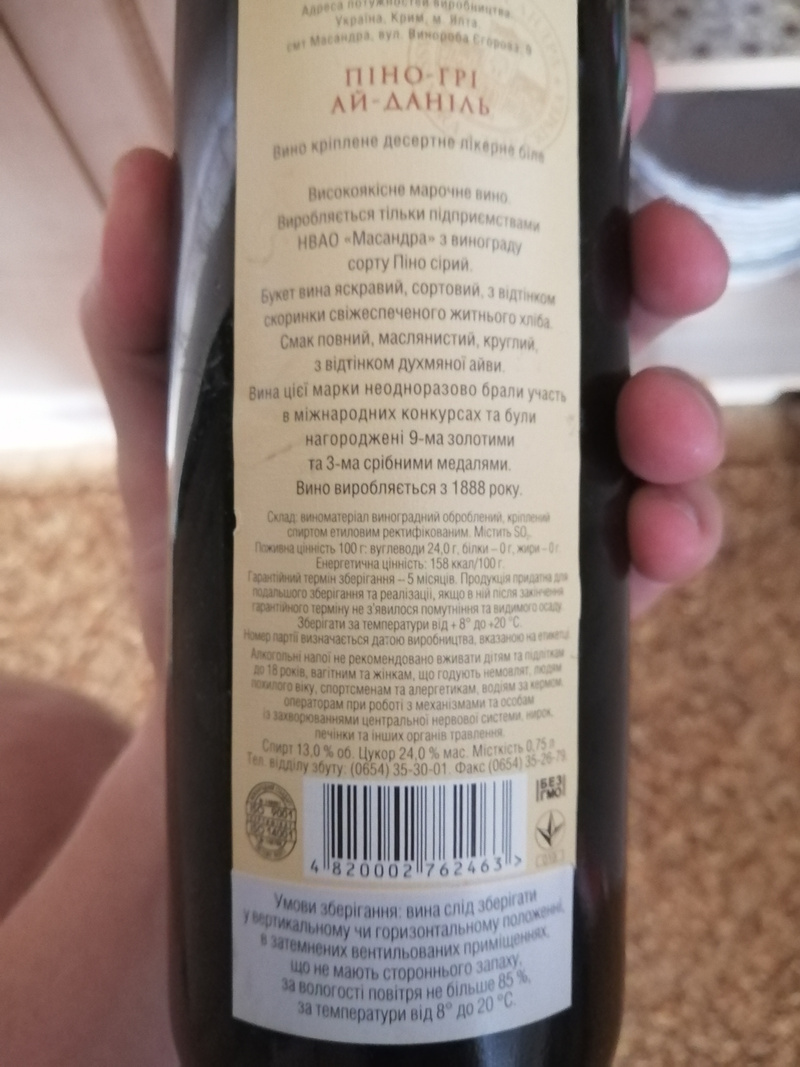 Адреса потужностей виробництва:
Україна, Крим, м. Ялта,
смт Масандра, вул. Винороба Єгорова, 9
ПІНО-ГРІ
АЙ-ДАНІЛЬ
Вино кріплене десертне лікерне біле
Високоякісне марочне вино.
Виробляється тільки підприємствами
НВАО «Масандра» з винограду
сорту Піно сірий.
Букет вина яскравий, сортовий, з відтінком
скоринки свіжеспеченого житнього хліба.
Смак повний, маслянистий, круглий,
з відтінком духмяної айви.
Вина цієї марки неодноразово брали участь
в міжнародних конкурсах та були
нагороджені 9-ма золотими
та 3-ма срібними медалями.
Вино виробляється з 1888 року.
Склад: виноматеріал виноградний оброблений, кріплений
спиртом етиловим ректифікованим. Містить SO₂.
Поживна цінність 100 г: вуглеводи 24,0 г, білки – 0 г, жири – 0 г.
Енергетична цінність: 158 ккал/100 г.
Гарантійний термін зберігання – 5 місяців. Продукція придатна для
подальшого зберігання та реалізації, якщо в ній після закінчення
гарантійного терміну не з'явилося помутніння та видимого осаду.
Зберігати за температури від + 8° до +20 °С.
Номер партії визначається датою виробництва, вказаною на етикетці.
Алкогольні напої не рекомендовано вживати дітям та підліткам
до 18 років, вагітним та жінкам, що годують немовлят, людям
похилого віку, спортсменам та алергетикам, водіям за кермом,
операторам при роботі з механізмами та особам
із захворюваннями центральної нервової системи, нирок,
печінки та інших органів травлення.
Спирт 13,0 % об. Цукор 24,0 % мас. Місткість 0,75 л
Тел. відділу збуту: (0654) 35-30-01. Факс (0654) 35-26-79
БЕЗ
ГМО
4 820002 762463 >
Умови зберігання: вина слід зберігати
у вертикальному чи горизонтальному положенні,
в затемнених вентильованих приміщеннях,
що не мають стороннього запаху,
за вологості повітря не більше 85 %,
за температури від 8° до 20 °С.